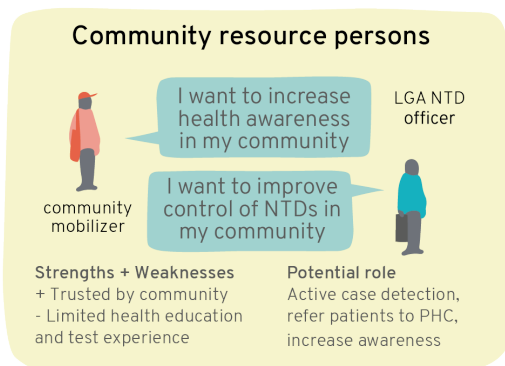 Community resource persons
I want to increase
health awareness
in my community
LGA NTD
officer
community
mobilizer
I want to improve
control of NTDs in
my community
Strengths + Weaknesses
+ Trusted by community
- Limited health education
and test experience
Potential role
Active case detection,
refer patients to PHC,
increase awareness